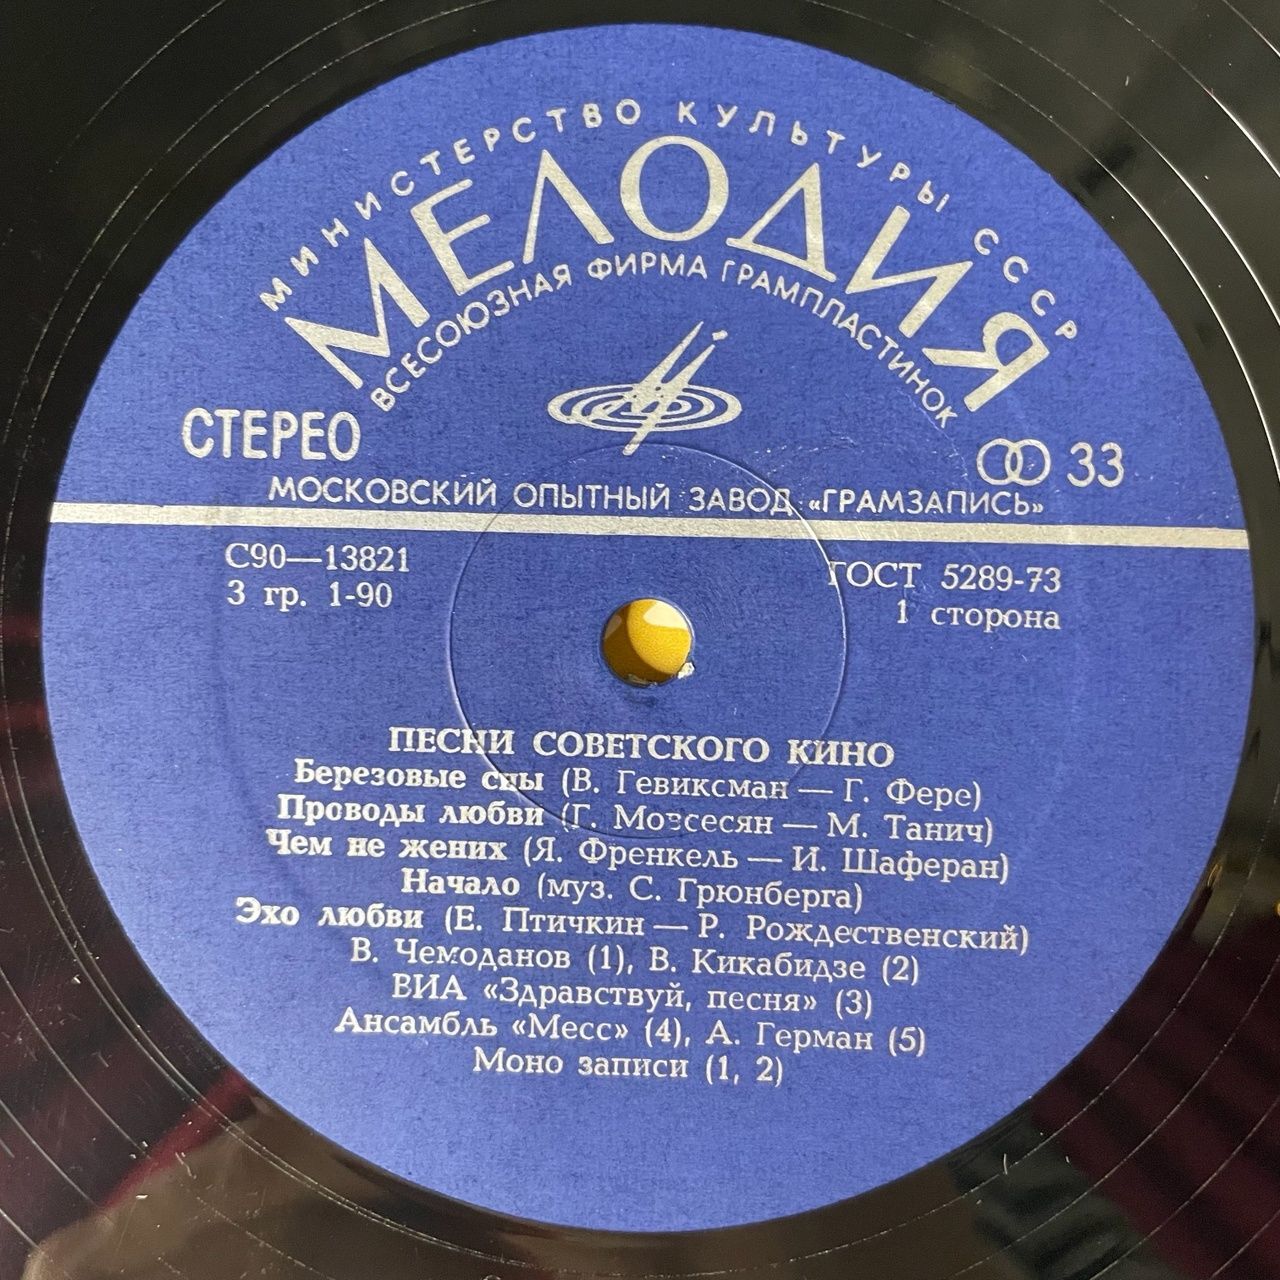 МИНИСТЕРСТВО КУЛЬТУРЫ СССР
МЕЛОДИЯ
ВСЕСОЮЗНАЯ ФИРМА ГРАМПЛАСТИНОК
СТЕРЕО
33
МОСКОВСКИЙ ОПЫТНЫЙ ЗАВОД «ГРАМЗАПИСЬ»
С90—13821
ГОСТ 5289-73
3 гр. 1-90
1 сторона
ПЕСНИ СОВЕТСКОГО КИНО
Березовые сны (В. Гевиксман — Г. Фере)
Проводы любви (Г. Мовсесян — М. Танич)
Чем не жених (Я. Френкель — И. Шаферан)
Начало (муз. С. Грюнберга)
Эхо любви (Е. Птичкин — Р. Рождественский)
В. Чемоданов (1), В. Кикабидзе (2)
ВИА «Здравствуй, песня» (3)
Ансамбль «Месс» (4), А. Герман (5)
Моно записи (1, 2)